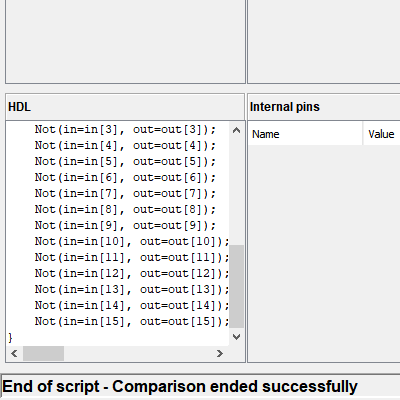 HDL
Internal pins
Name Value
Not(in=in[3], out=out[3]);
Not(in=in[4], out=out[4]);
Not(in=in[5], out=out[5]);
Not(in=in[6], out=out[6]);
Not(in=in[7], out=out[7]);
Not(in=in[8], out=out[8]);
Not(in=in[9], out=out[9]);
Not(in=in[10], out=out[10]);
Not(in=in[11], out=out[11]);
Not(in=in[12], out=out[12]);
Not(in=in[13], out=out[13]);
Not(in=in[14], out=out[14]);
Not(in=in[15], out=out[15]);
}
End of script - Comparison ended successfully